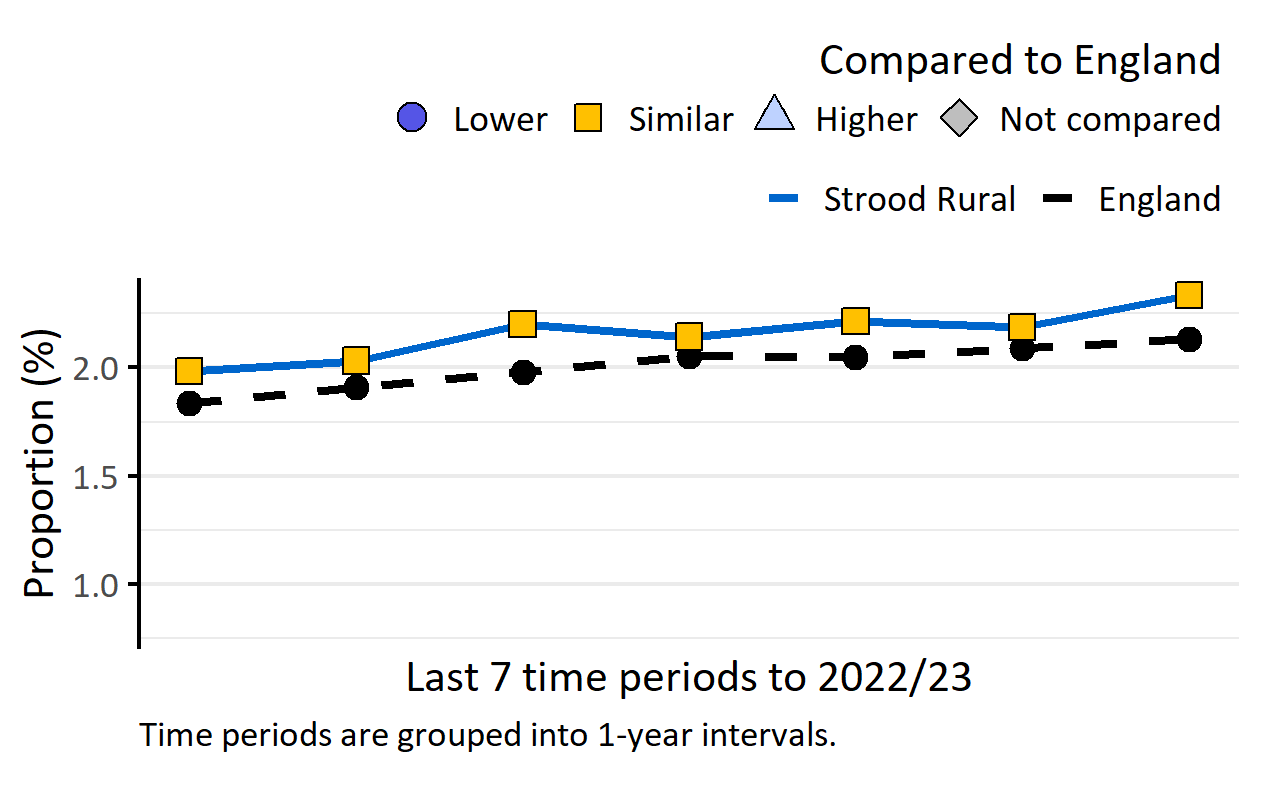 Compared to England
Lower Similar Higher Not compared
Strood Rural England
Proportion (%)
2.0
1.5
1.0
Last 7 time periods to 2022/23
Time periods are grouped into 1-year intervals.